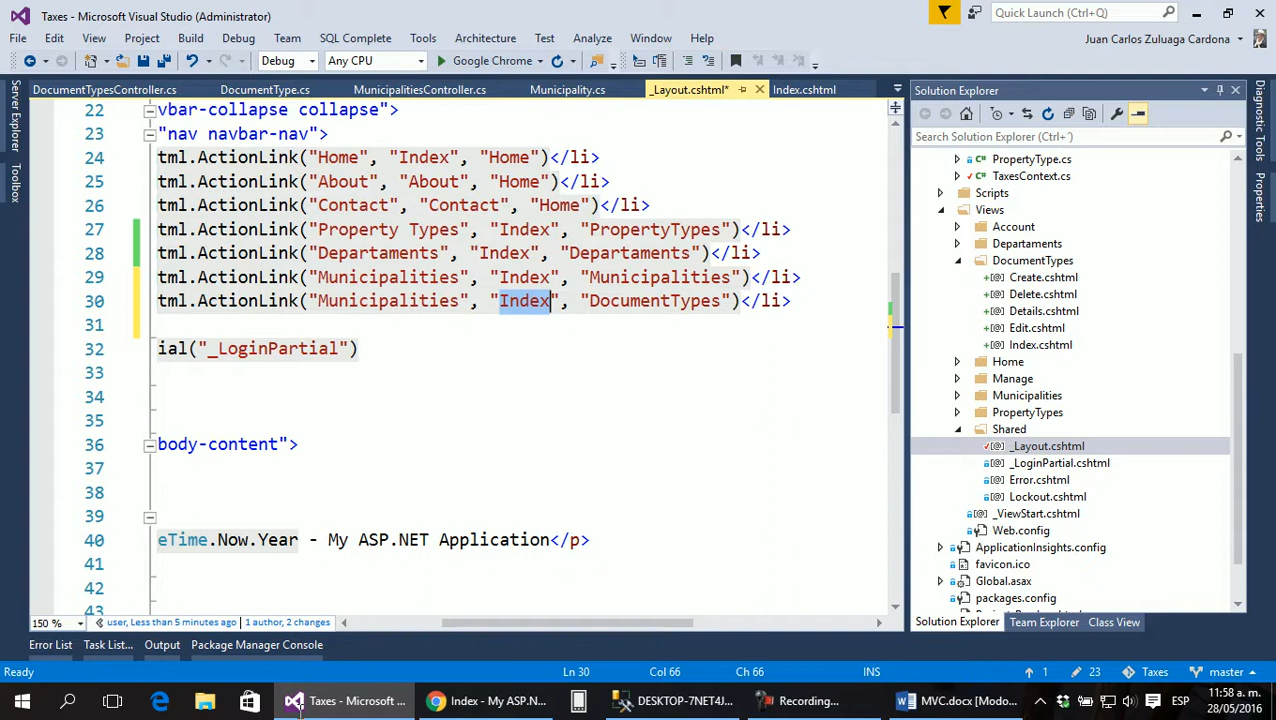 Taxes - Microsoft Visual Studio (Administrator)
Quick Launch (Ctrl+Q)
File Edit View Project Build Debug Team SQL Complete Tools Architecture Test Analyze Window Help
Juan Carlos Zuluaga Cardona
Debug Any CPU Google Chrome
DocumentTypesController.cs DocumentType.cs MunicipalitiesController.cs Municipality.cs _Layout.cshtml* Index.cshtml
Server Explorer
Toolbox
22 vbar-collapse collapse">
23 "nav navbar-nav">
24 tml.ActionLink("Home", "Index", "Home")</li>
25 tml.ActionLink("About", "About", "Home")</li>
26 tml.ActionLink("Contact", "Contact", "Home")</li>
27 tml.ActionLink("Property Types", "Index", "PropertyTypes")</li>
28 tml.ActionLink("Departaments", "Index", "Departaments")</li>
29 tml.ActionLink("Municipalities", "Index", "Municipalities")</li>
30 tml.ActionLink("Municipalities", "Index", "DocumentTypes")</li>
31
32 ial("_LoginPartial")
33
34
35
36 body-content">
37
38
39
40 eTime.Now.Year - My ASP.NET Application</p>
41
42
43
150 % user, Less than 5 minutes ago | 1 author, 2 changes
Solution Explorer
Search Solution Explorer (Ctrl+´)
PropertyType.cs
TaxesContext.cs
Scripts
Views
Account
Departaments
DocumentTypes
Create.cshtml
Delete.cshtml
Details.cshtml
Edit.cshtml
Index.cshtml
Home
Manage
Municipalities
PropertyTypes
Shared
_Layout.cshtml
_LoginPartial.cshtml
Error.cshtml
Lockout.cshtml
_ViewStart.cshtml
Web.config
ApplicationInsights.config
favicon.ico
Global.asax
packages.config
Solution Explorer Team Explorer Class View
Diagnostic Tools
Properties
Error List Task List... Output Package Manager Console
Ready Ln 30 Col 66 Ch 66 INS 1 23 Taxes master
Taxes - Microsoft ... Index - My ASP.N... DESKTOP-7NET4J... Recording... MVC.docx [Modo... ESP
11:58 a. m.
28/05/2016